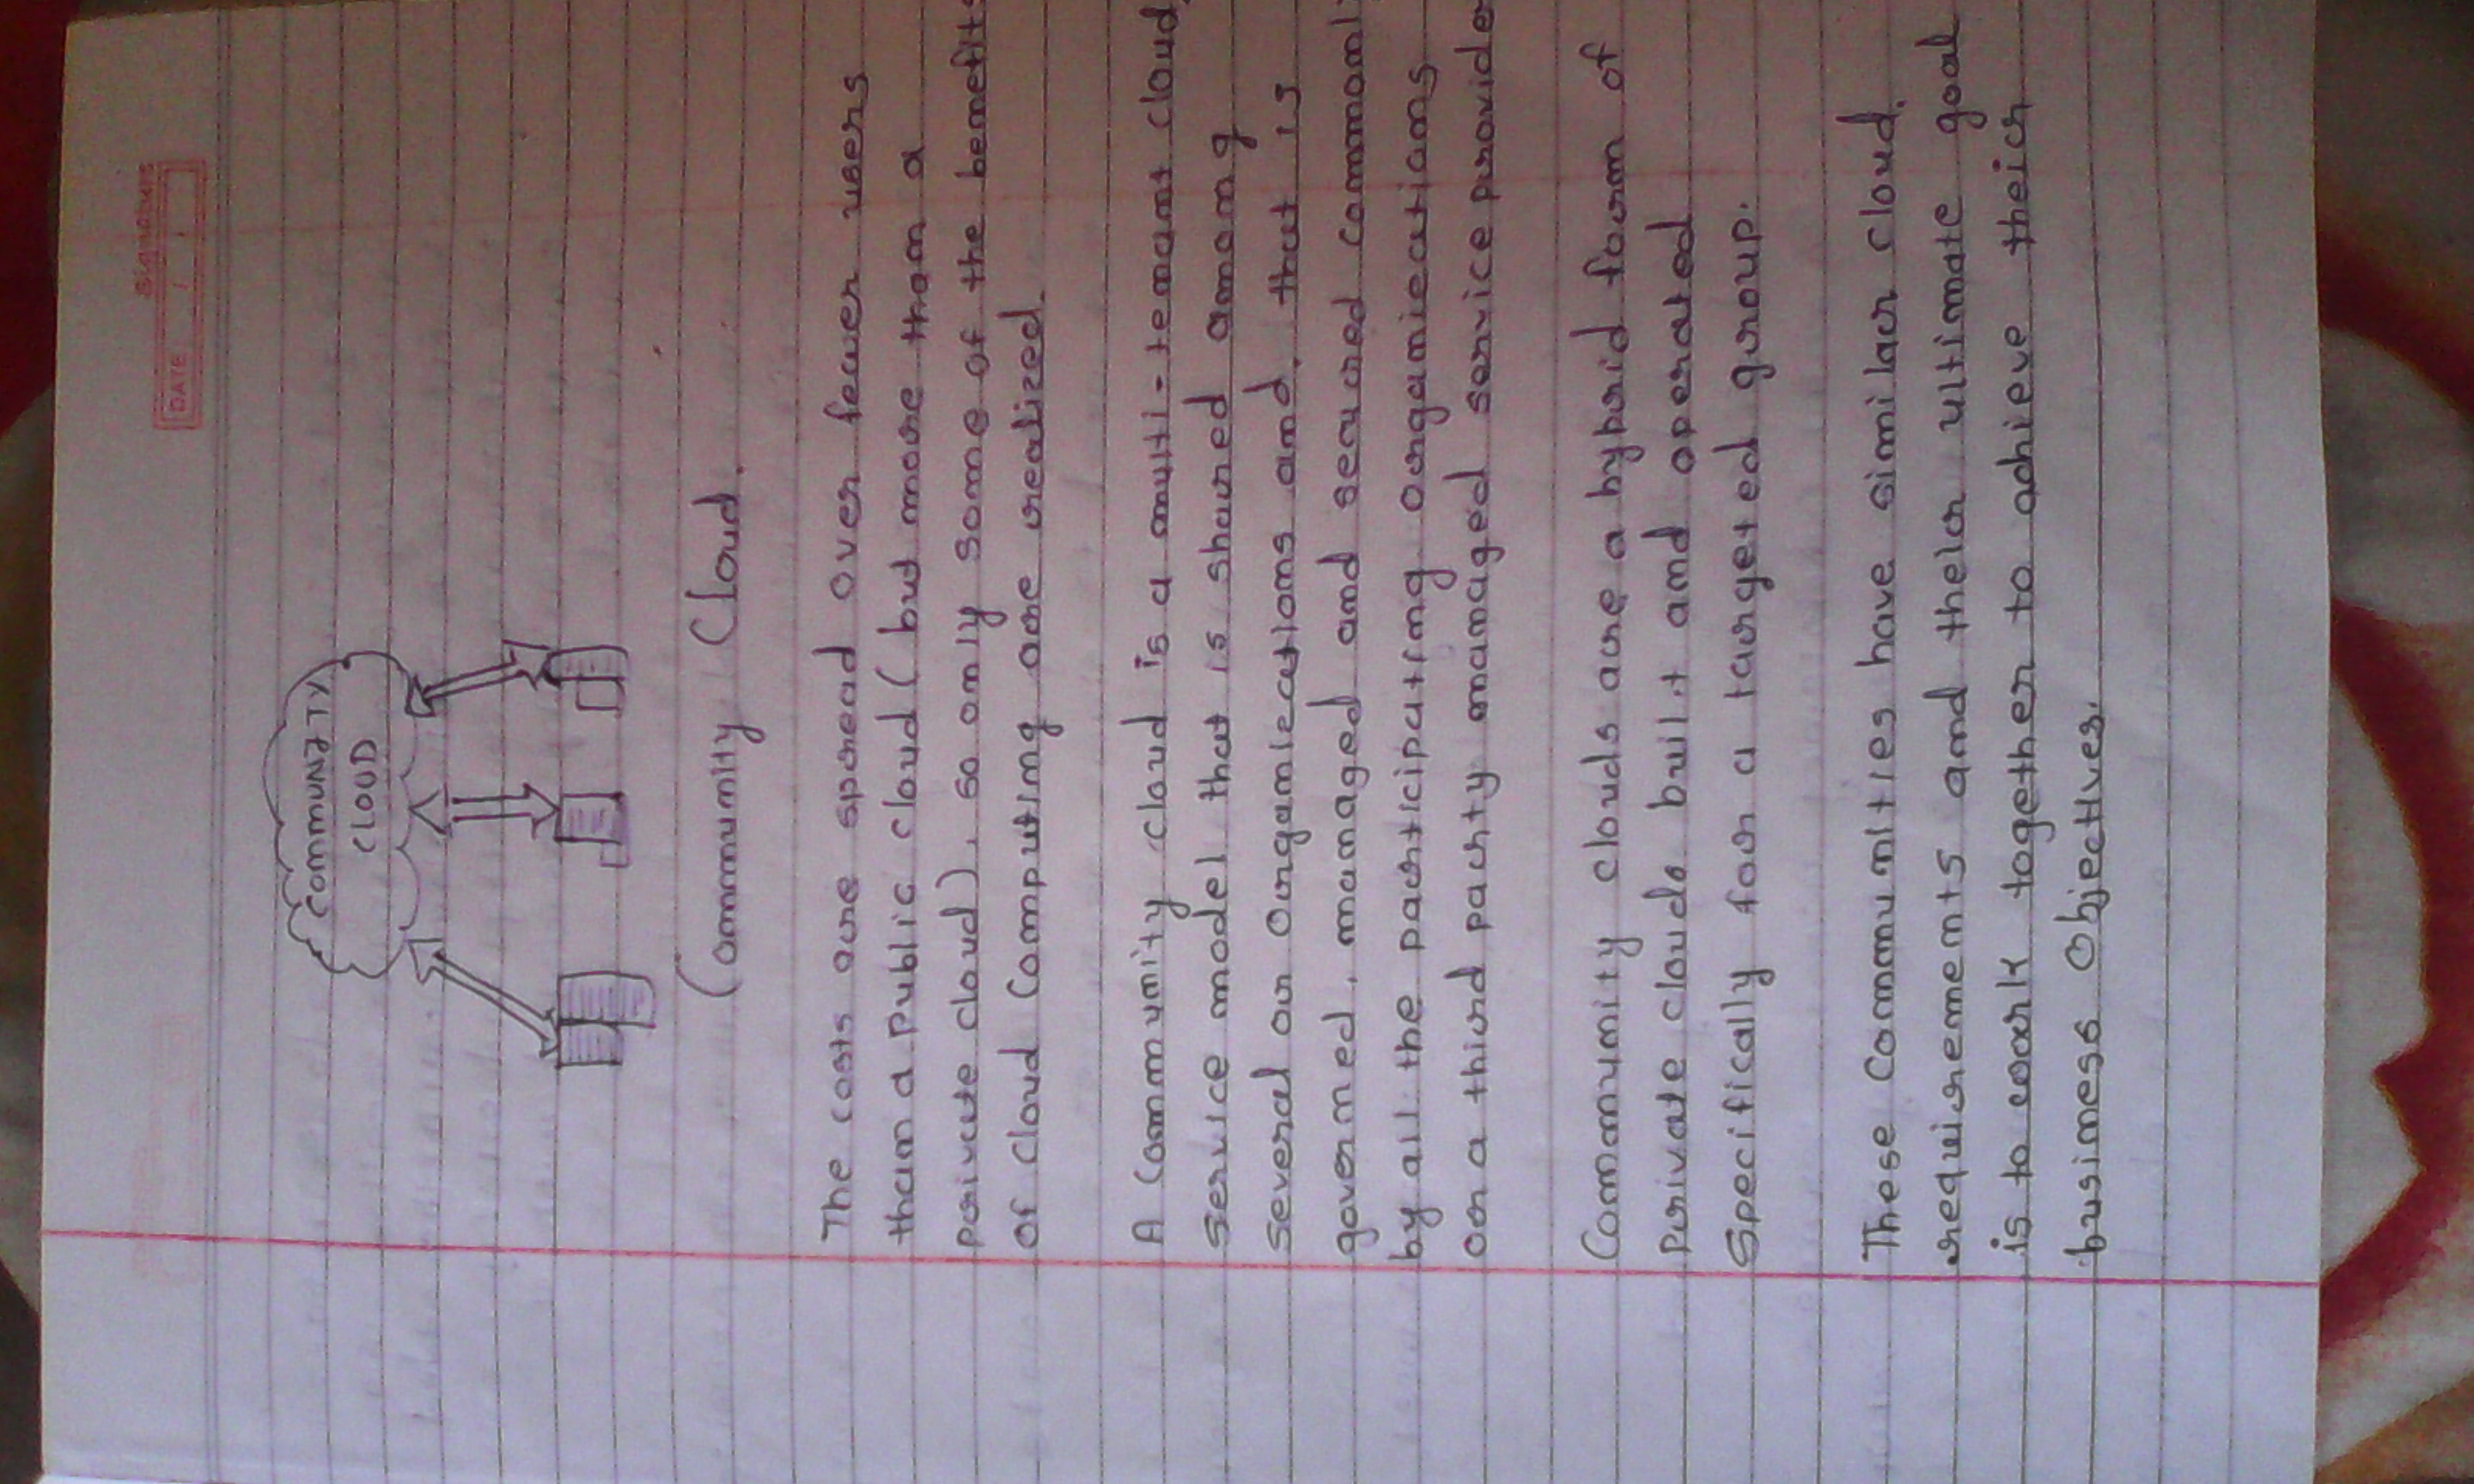 Signature
DATE / /
COMMUNITY
CLOUD
Community Cloud.
The costs are spread over fewer users
than a Public cloud (but more than a
private cloud), so only some of the benefits
of Cloud Computing are realized.
A Community cloud is a multi-tenant cloud
service model that is shared among
several or Organizations and. that is
governed, managed and secured commonl
by all the participating organizations
or a third party managed service provide
Community clouds are a hybrid form of
Private clouds built and operated
Specifically for a targeted group.
These Communities have similar cloud.
requirements and their ultimate goal
is to work together to achieve their
business Objectives.